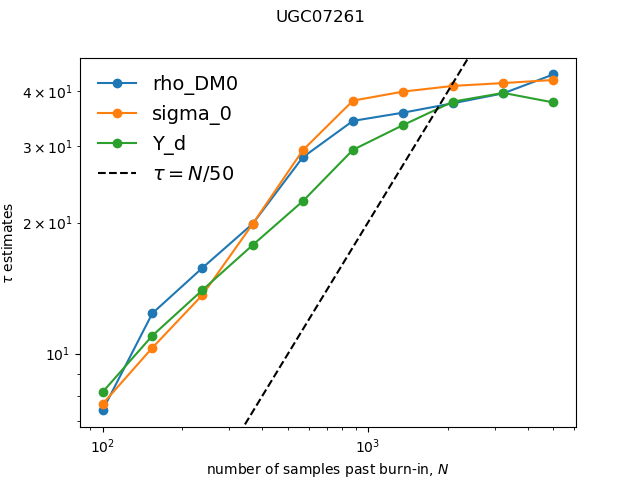 UGC07261
rho_DM0
sigma_0
Y_d
τ = N/50
4 × 10¹
3 × 10¹
2 × 10¹
10¹
τ estimates
10² 10³
number of samples past burn-in, N